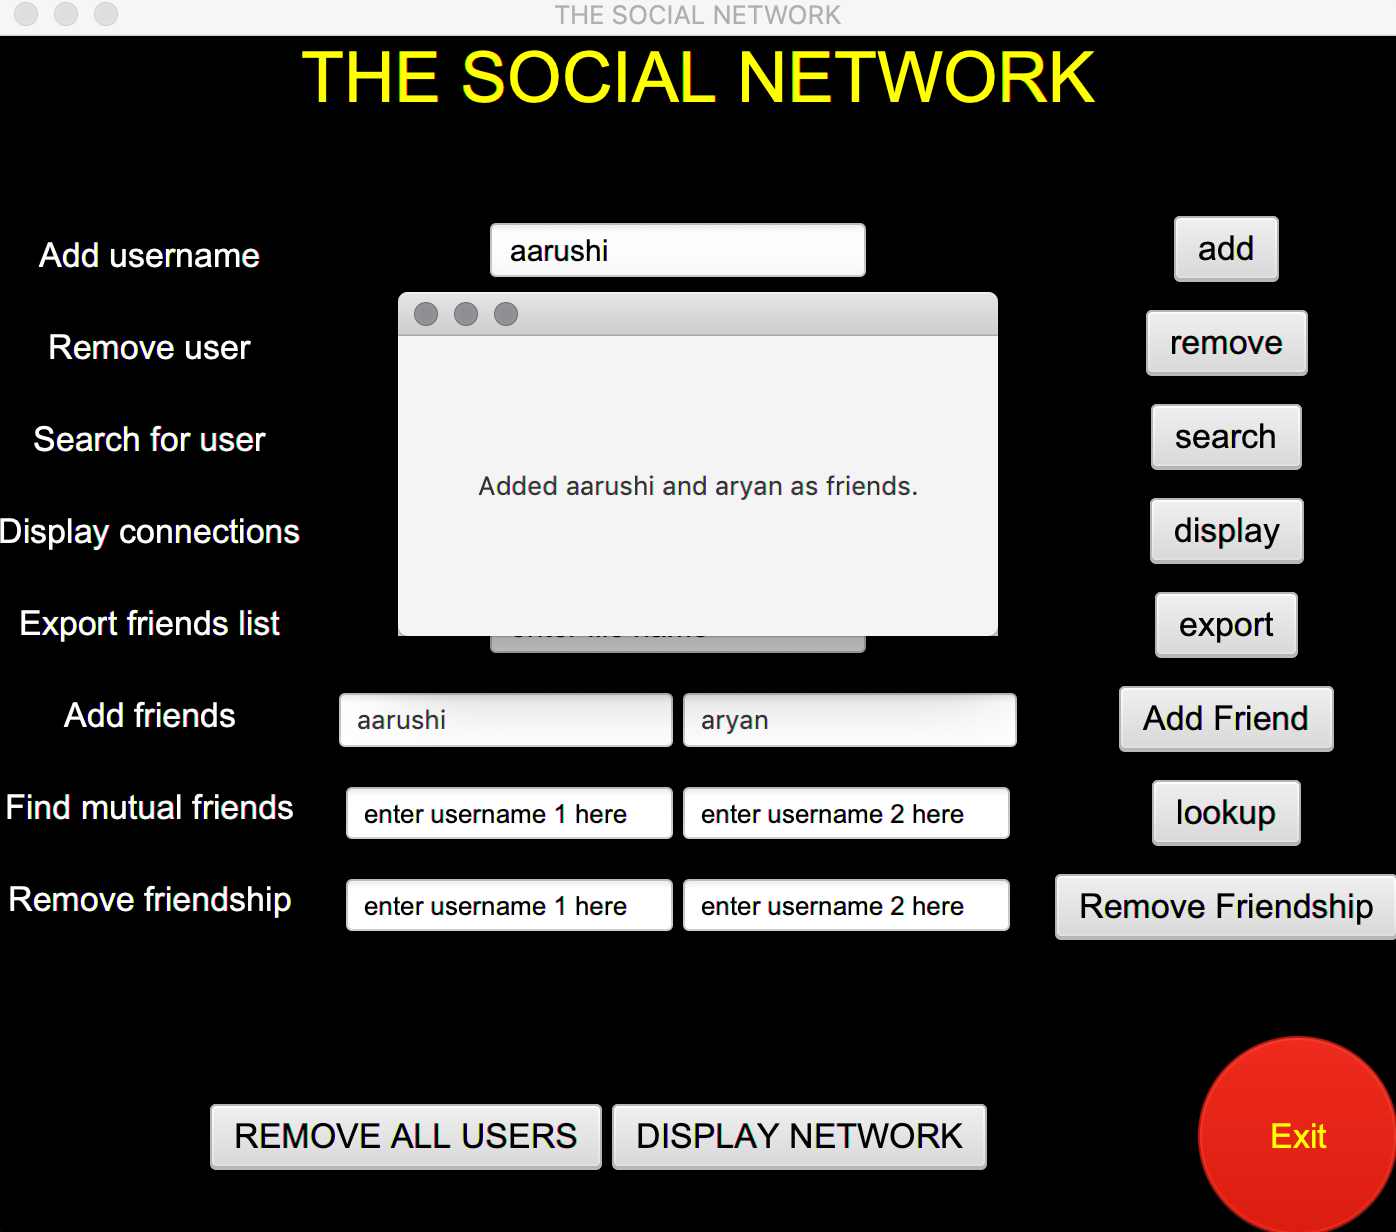 THE SOCIAL NETWORK
THE SOCIAL NETWORK
Add username
aarushi
add
Remove user
remove
Search for user
search
Added aarushi and aryan as friends.
Display connections
display
Export friends list
export
Add friends
aarushi
aryan
Add Friend
Find mutual friends
enter username 1 here
enter username 2 here
lookup
Remove friendship
enter username 1 here
enter username 2 here
Remove Friendship
REMOVE ALL USERS
DISPLAY NETWORK
Exit